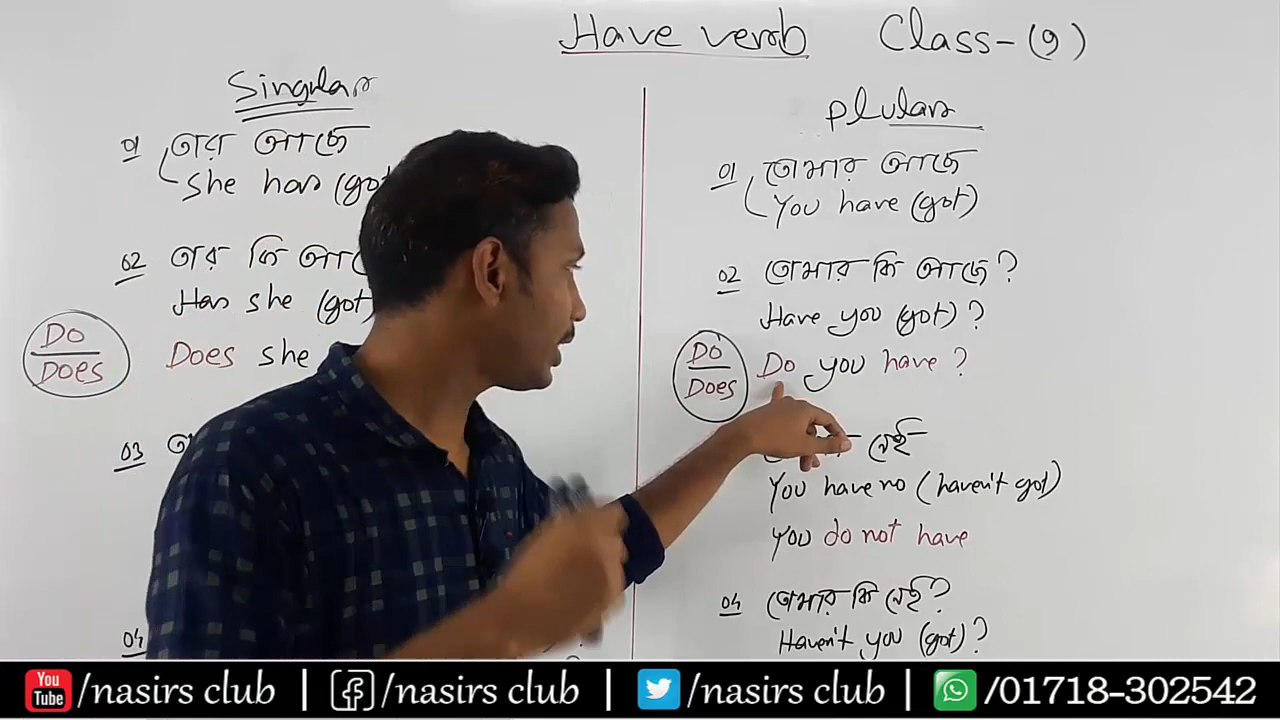 Have verb Class-(9)
Singular
01 তার আছে
She has (got
02 তার কি আছে
Has she (got)
Do
Does
Does she
03
04
Plular
01 তোমার আছে
You have (got)
02 তোমার কি আছে?
Have you (got)?
Do
Does
Do you have?
নেই
You have no (haven't got)
You do not have
04 তোমার কি নেই?
Haven't you (got)?
You Tube /nasirs club | f /nasirs club | /nasirs club | /01718-302542